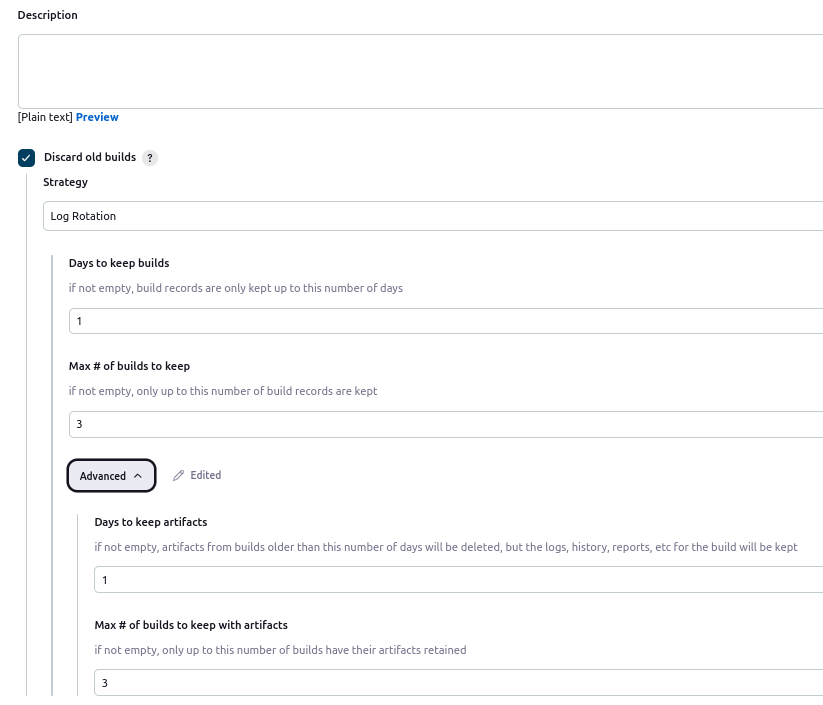 Description
[Plain text] Preview
Discard old builds ?
Strategy
Log Rotation
Days to keep builds
if not empty, build records are only kept up to this number of days
1
Max # of builds to keep
if not empty, only up to this number of build records are kept
3
Advanced Edited
Days to keep artifacts
if not empty, artifacts from builds older than this number of days will be deleted, but the logs, history, reports, etc for the build will be kept
1
Max # of builds to keep with artifacts
if not empty, only up to this number of builds have their artifacts retained
3